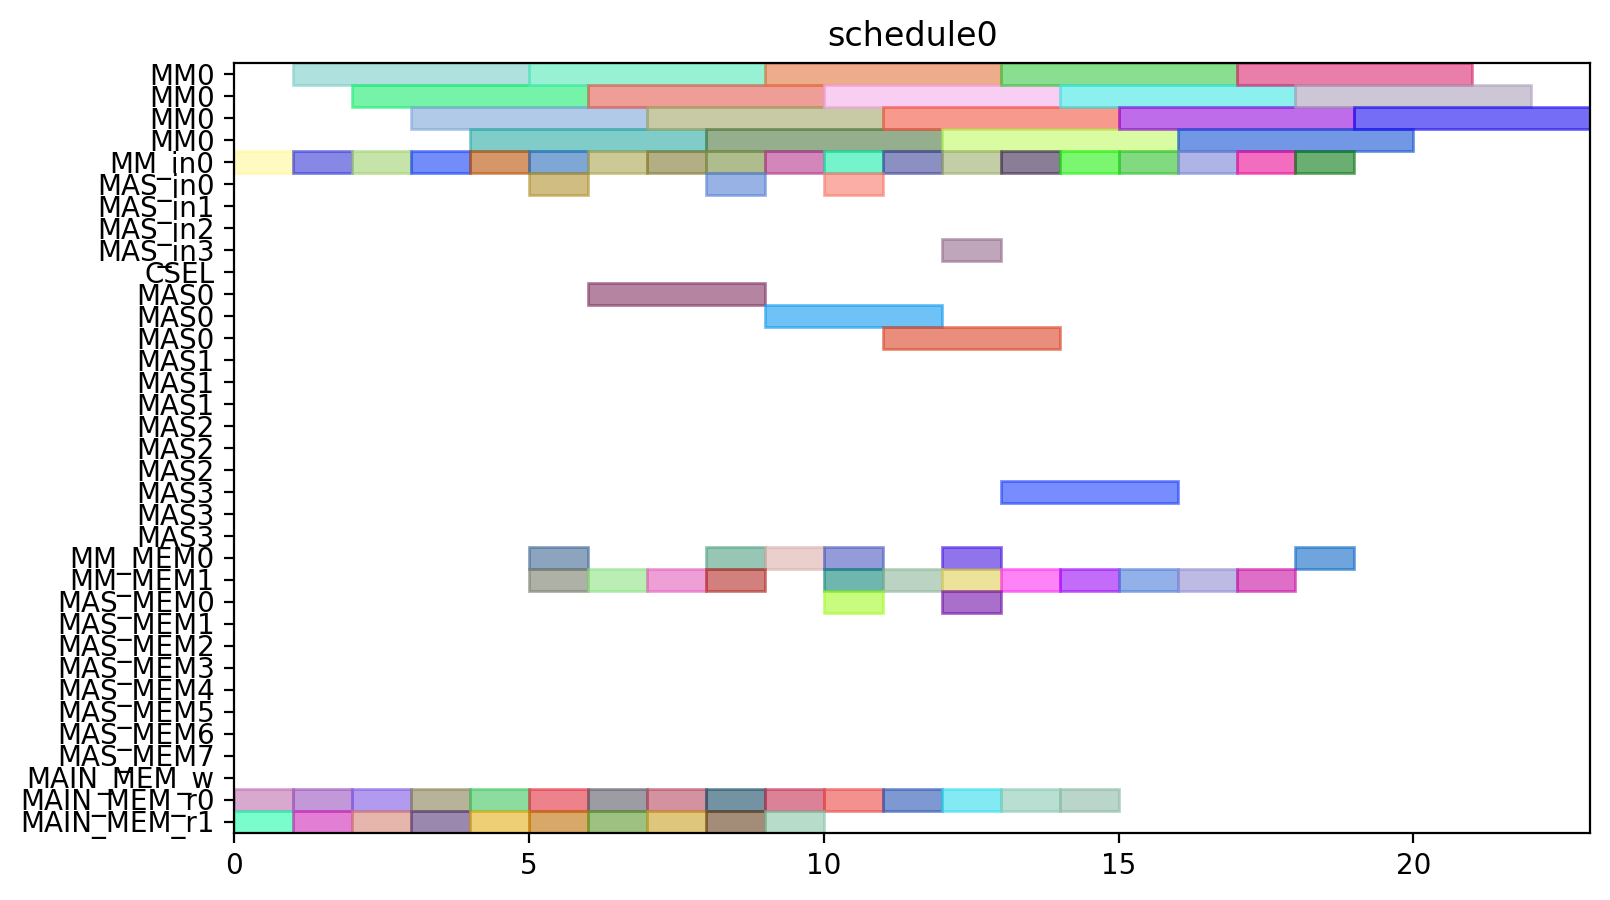 schedule0
MM0
MM0
MM0
MM0
MM_in0
MAS_in0
MAS_in1
MAS_in2
MAS_in3
CSEL
MAS0
MAS0
MAS0
MAS1
MAS1
MAS1
MAS2
MAS2
MAS2
MAS3
MAS3
MAS3
MM_MEM0
MM_MEM1
MAS_MEM0
MAS_MEM1
MAS_MEM2
MAS_MEM3
MAS_MEM4
MAS_MEM5
MAS_MEM6
MAS_MEM7
MAIN_MEM_w
MAIN_MEM_r0
MAIN_MEM_r1
0 5 10 15 20